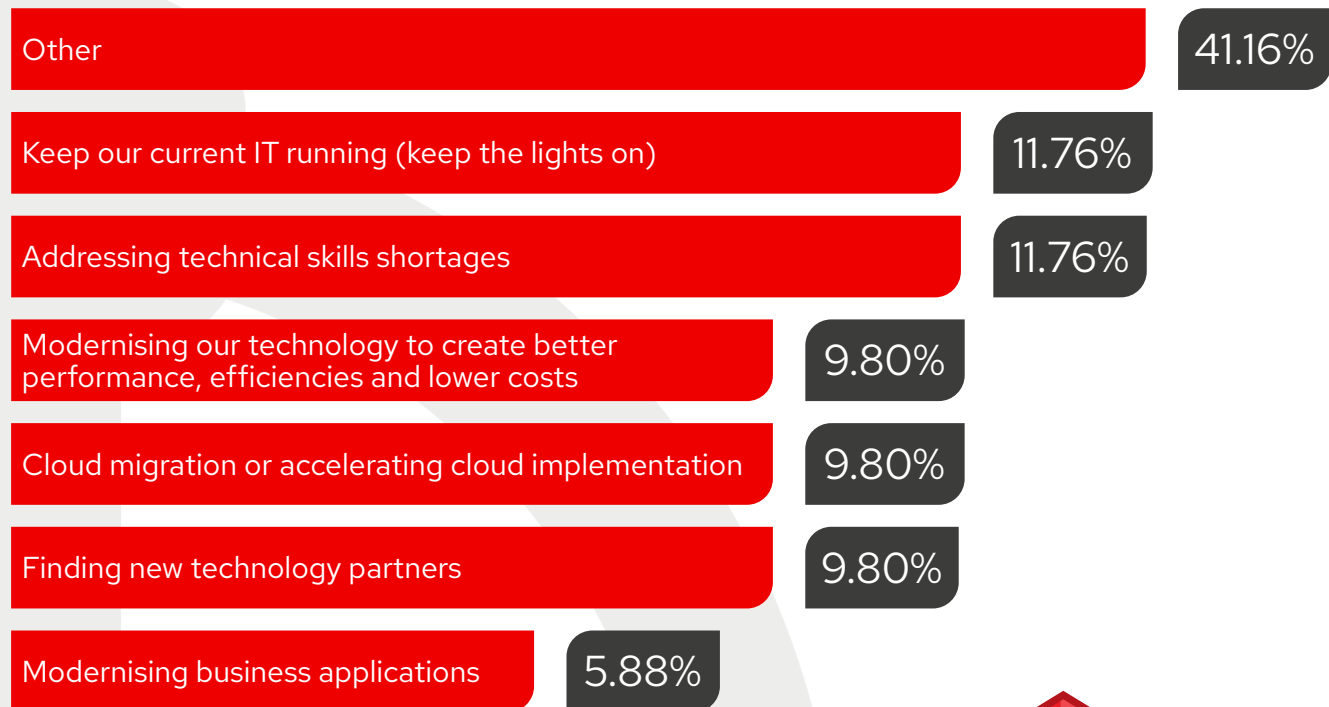 Other 41.16%
Keep our current IT running (keep the lights on) 11.76%
Addressing technical skills shortages 11.76%
Modernising our technology to create better
performance, efficiencies and lower costs 9.80%
Cloud migration or accelerating cloud implementation 9.80%
Finding new technology partners 9.80%
Modernising business applications 5.88%